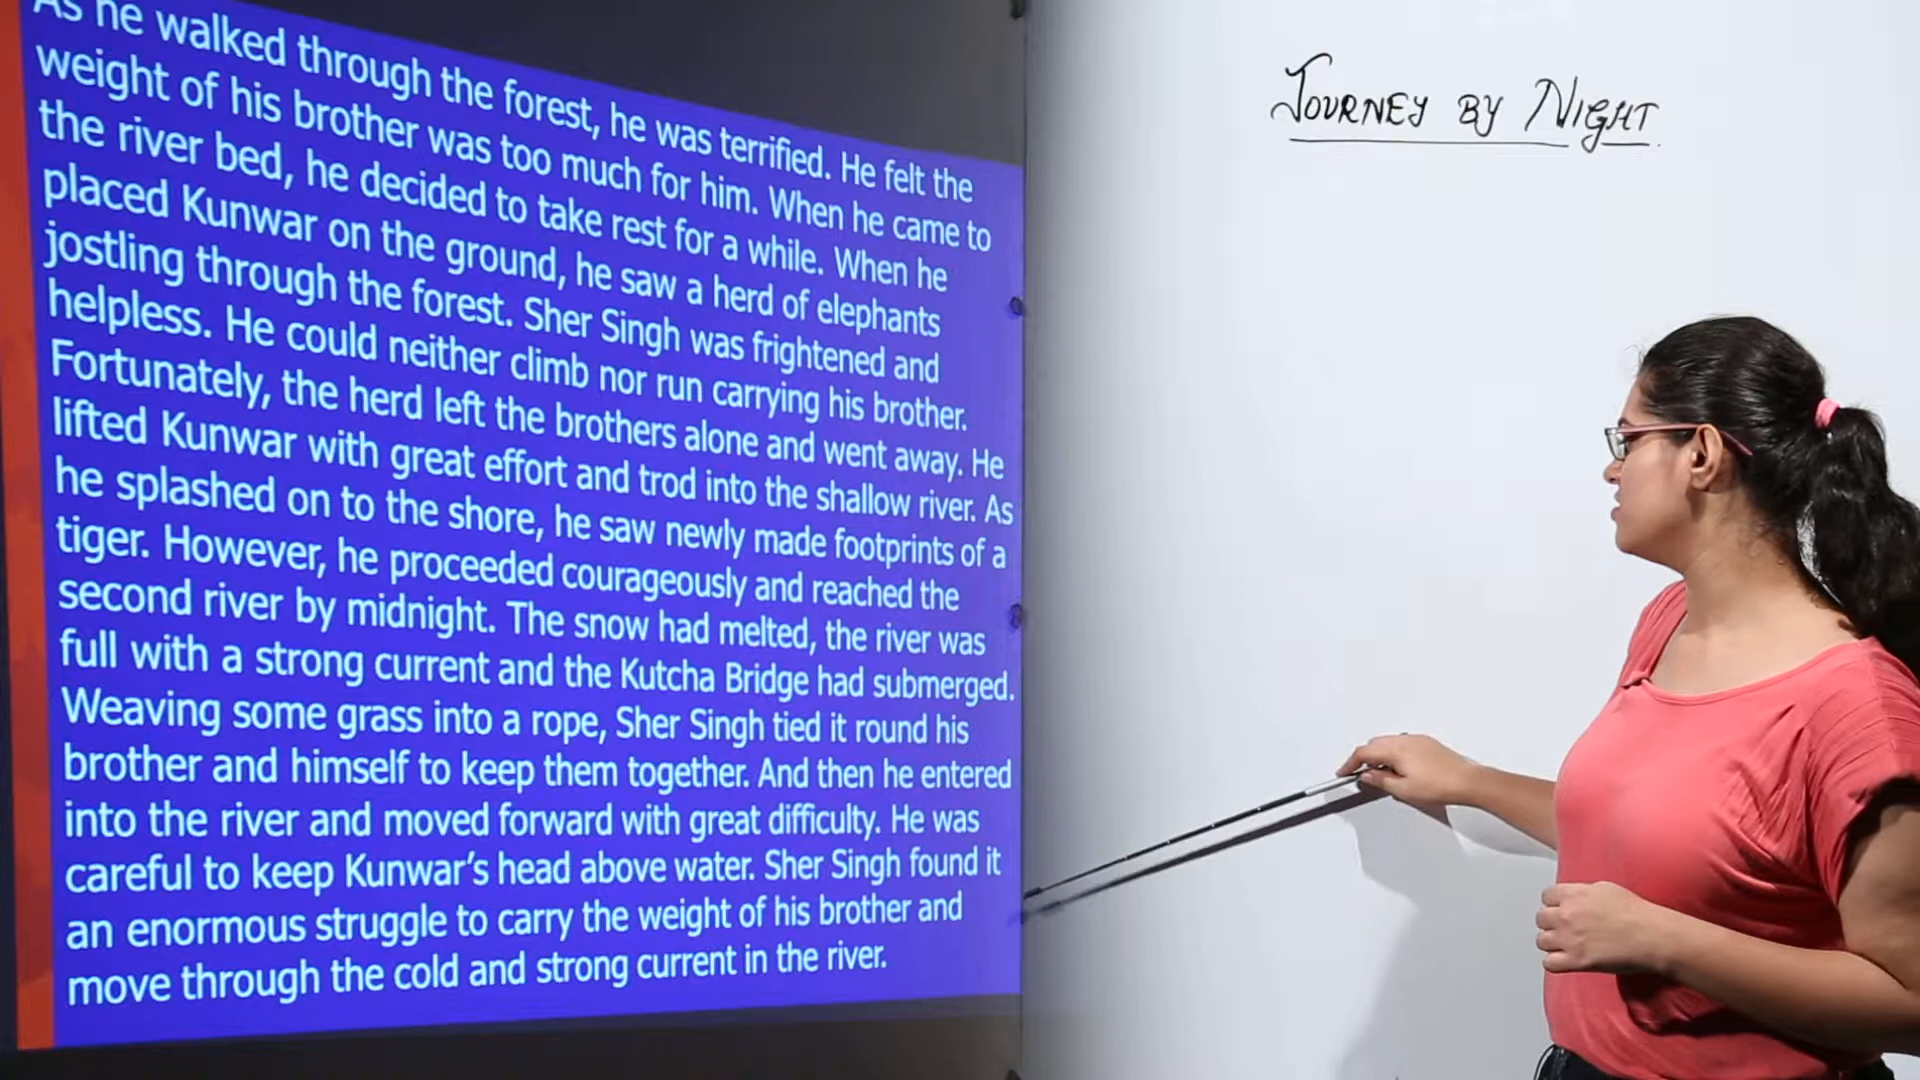 As he walked through the forest, he was terrified. He felt the
weight of his brother was too much for him. When he came to
the river bed, he decided to take rest for a while. When he
placed Kunwar on the ground, he saw a herd of elephants
jostling through the forest. Sher Singh was frightened and
helpless. He could neither climb nor run carrying his brother.
Fortunately, the herd left the brothers alone and went away. He
lifted Kunwar with great effort and trod into the shallow river. As
he splashed on to the shore, he saw newly made footprints of a
tiger. However, he proceeded courageously and reached the
second river by midnight. The snow had melted, the river was
full with a strong current and the Kutcha Bridge had submerged.
Weaving some grass into a rope, Sher Singh tied it round his
brother and himself to keep them together. And then he entered
into the river and moved forward with great difficulty. He was
careful to keep Kunwar's head above water. Sher Singh found it
an enormous struggle to carry the weight of his brother and
move through the cold and strong current in the river.
JOURNEY BY NIGHT